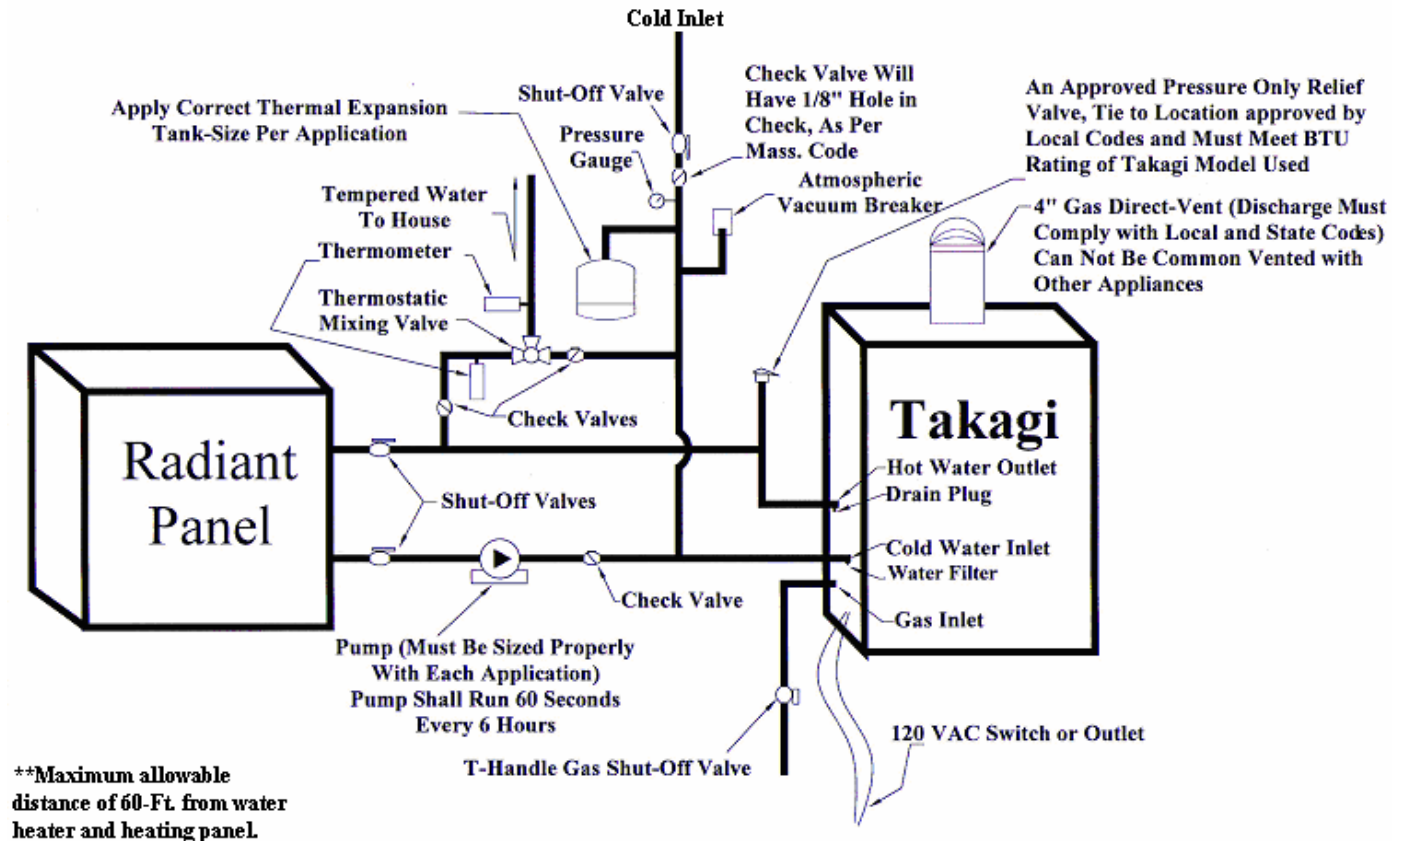 Cold Inlet
Apply Correct Thermal Expansion
Tank-Size Per Application
Shut-Off Valve
Pressure
Gauge
Check Valve Will
Have 1/8" Hole in
Check, As Per
Mass. Code
Atmospheric
Vacuum Breaker
An Approved Pressure Only Relief
Valve, Tie to Location approved by
Local Codes and Must Meet BTU
Rating of Takagi Model Used
4" Gas Direct-Vent (Discharge Must
Comply with Local and State Codes)
Can Not Be Common Vented with
Other Appliances
Tempered Water
To House
Thermometer
Thermostatic
Mixing Valve
Check Valves
Radiant
Panel
Shut-Off Valves
Takagi
Hot Water Outlet
Drain Plug
Cold Water Inlet
Water Filter
Gas Inlet
Check Valve
Pump (Must Be Sized Properly
With Each Application)
Pump Shall Run 60 Seconds
Every 6 Hours
T-Handle Gas Shut-Off Valve
120 VAC Switch or Outlet
**Maximum allowable
distance of 60-Ft. from water
heater and heating panel.